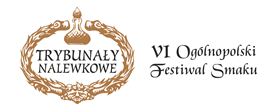 TRYBUNAŁY
NALEWKOWE
VI Ogólnopolski
Festiwal Smaku